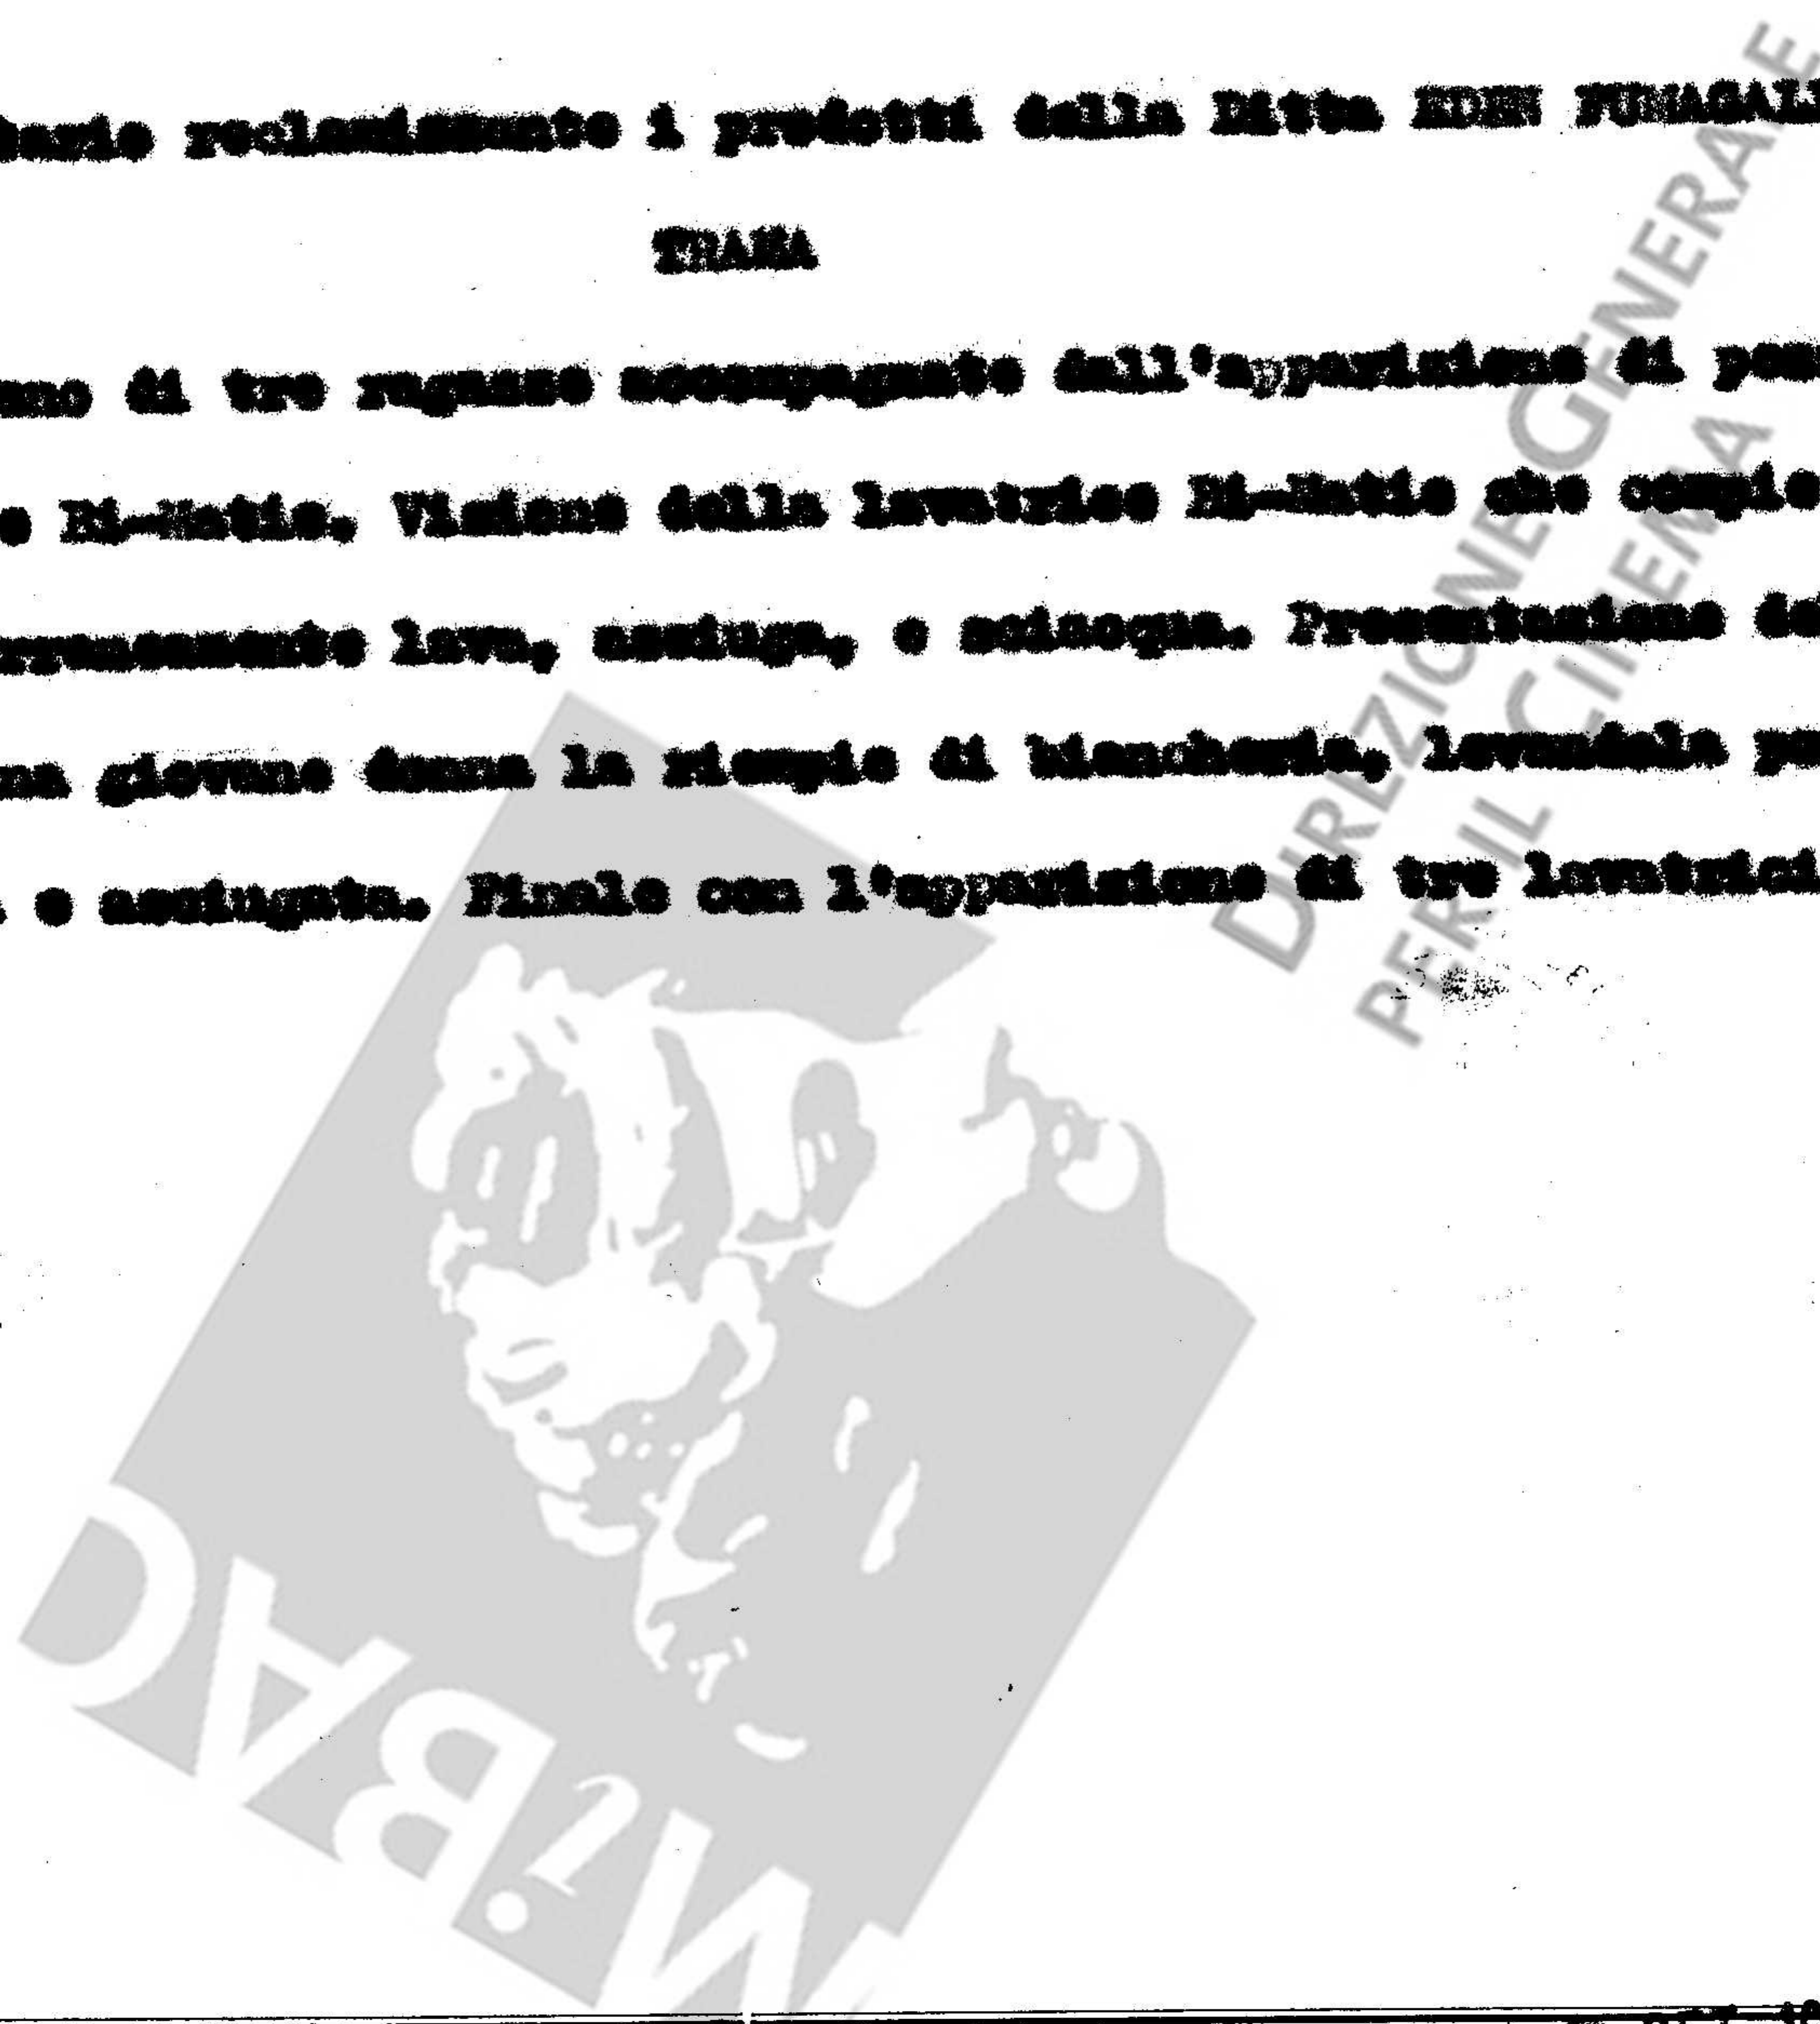 reclamizzante i prodotti della Ditta EDEN FUMAGAL
TRAMA
di tre ragazze accompagnate dall'apparizione di
Bi-Matic. Visione della lavatrice Bi-Matic che compie
lava, asciuga, e sciacqua. Presentazione
giovane donna la riempie di biancheria, lavandola
e asciugata. Finale con l'apparizione di tre lavatrici
DIREZIONE GENERALE
PER IL CINEMA
MiBAC